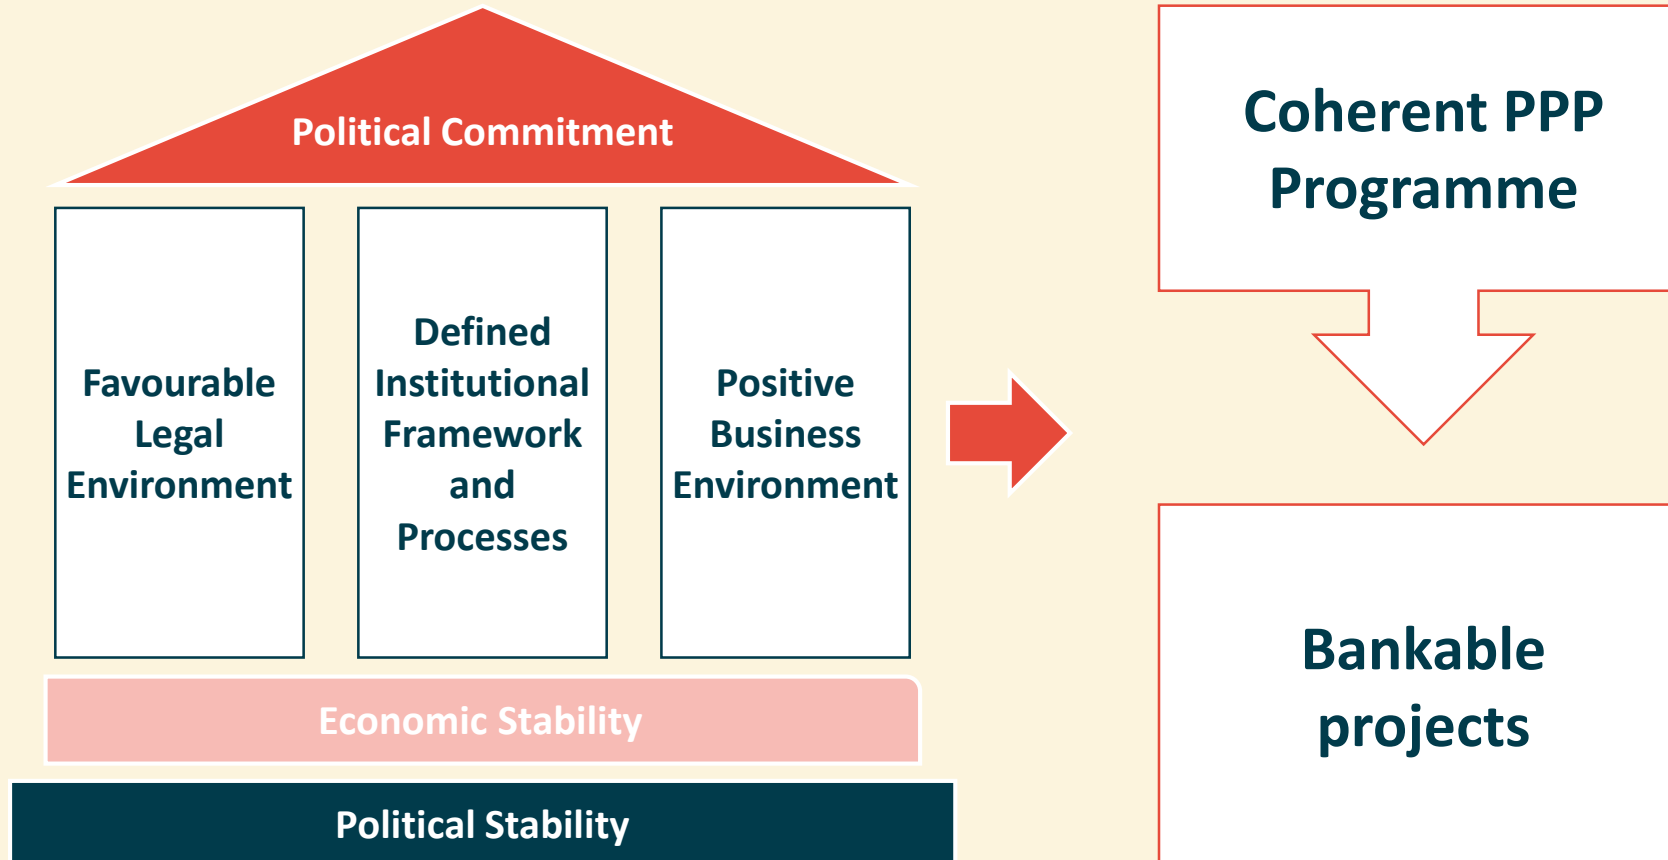 Political Commitment
Favourable
Legal
Environment
Defined
Institutional
Framework
and
Processes
Positive
Business
Environment
Economic Stability
Political Stability
Coherent PPP
Programme
Bankable
projects